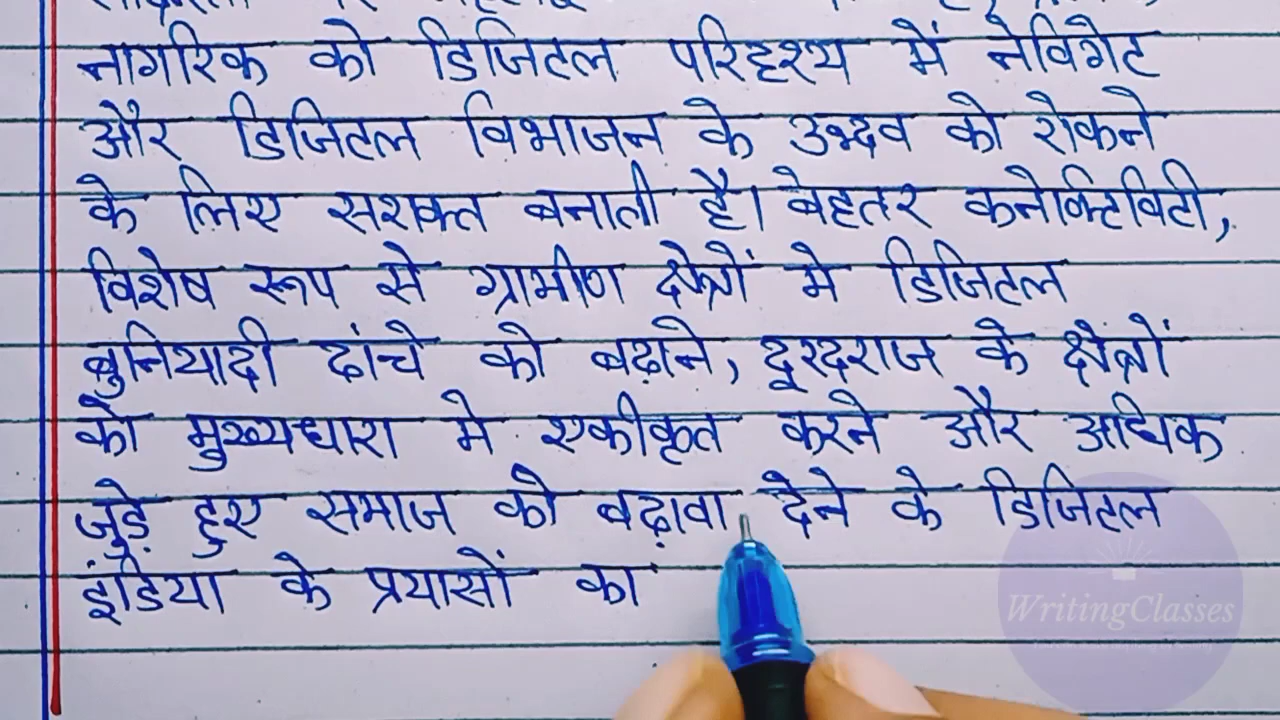 नागरिक को डिजिटल परिदृश्य में नेविगेट
और डिजिटल विभाजन के उद्भव को रोकने
के लिए सशक्त बनाती है। बेहतर कनेक्टिविटी,
विशेष रूप से ग्रामीण क्षेत्रों मे डिजिटल
बुनियादी ढांचे को बढ़ाने, दूरदराज के क्षेत्रों
को मुख्यधारा मे एकीकृत करने और अधिक
जुड़े हुए समाज को बढ़ावा देने के डिजिटल
इंडिया के प्रयासों का
WritingClasses